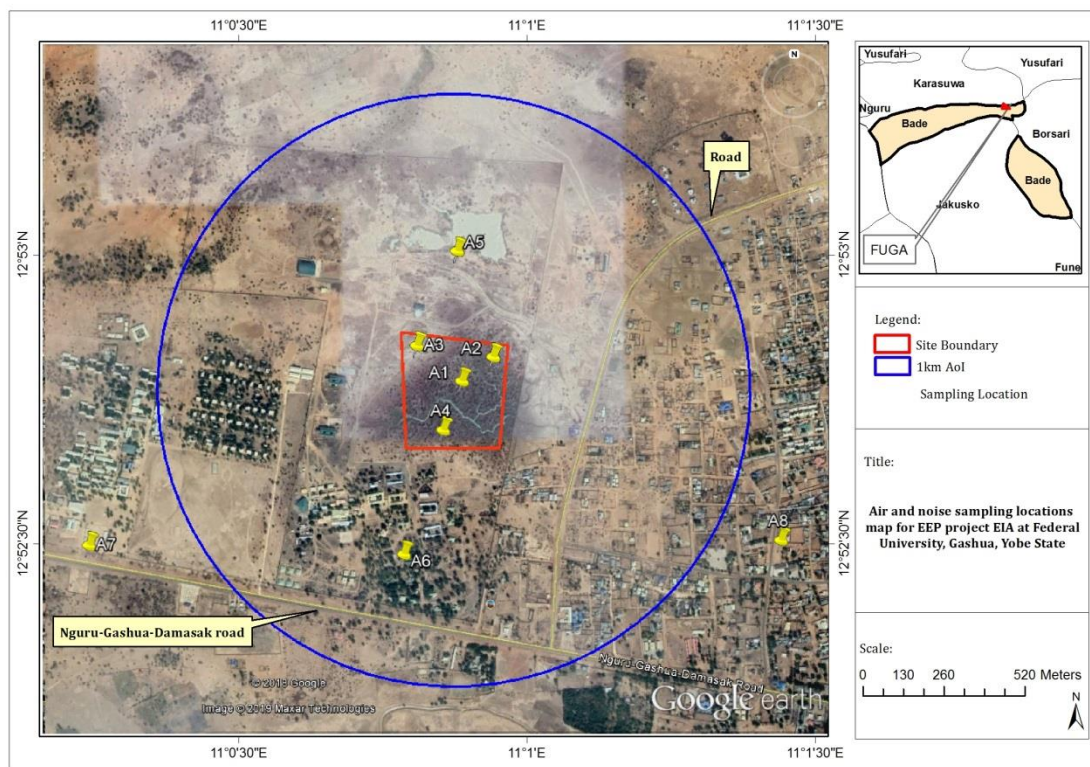 11°0'30"E
11°1'E
11°1'30"E
N
Road
A5
12°53'N
12°53'N
A3
A2
A1
A4
12°52'30"N
12°52'30"N
A7
A6
A8
Nguru-Gashua-Damasak road
Nguru-Gashua-Damasak Road
© 2019 Google
Image © 2019 Maxar Technologies
Google earth
11°0'30"E
11°1'E
11°1'30"E
Yusufari
Yusufari
Karasuwa
Nguru
Bade
Borsari
Bade
Jakusko
FUGA
Fune
Legend:
Site Boundary
1km AoI
Sampling Location
Title:
Air and noise sampling locations
map for EEP project EIA at Federal
University, Gashua, Yobe State
Scale:
0 130 260 520 Meters
N